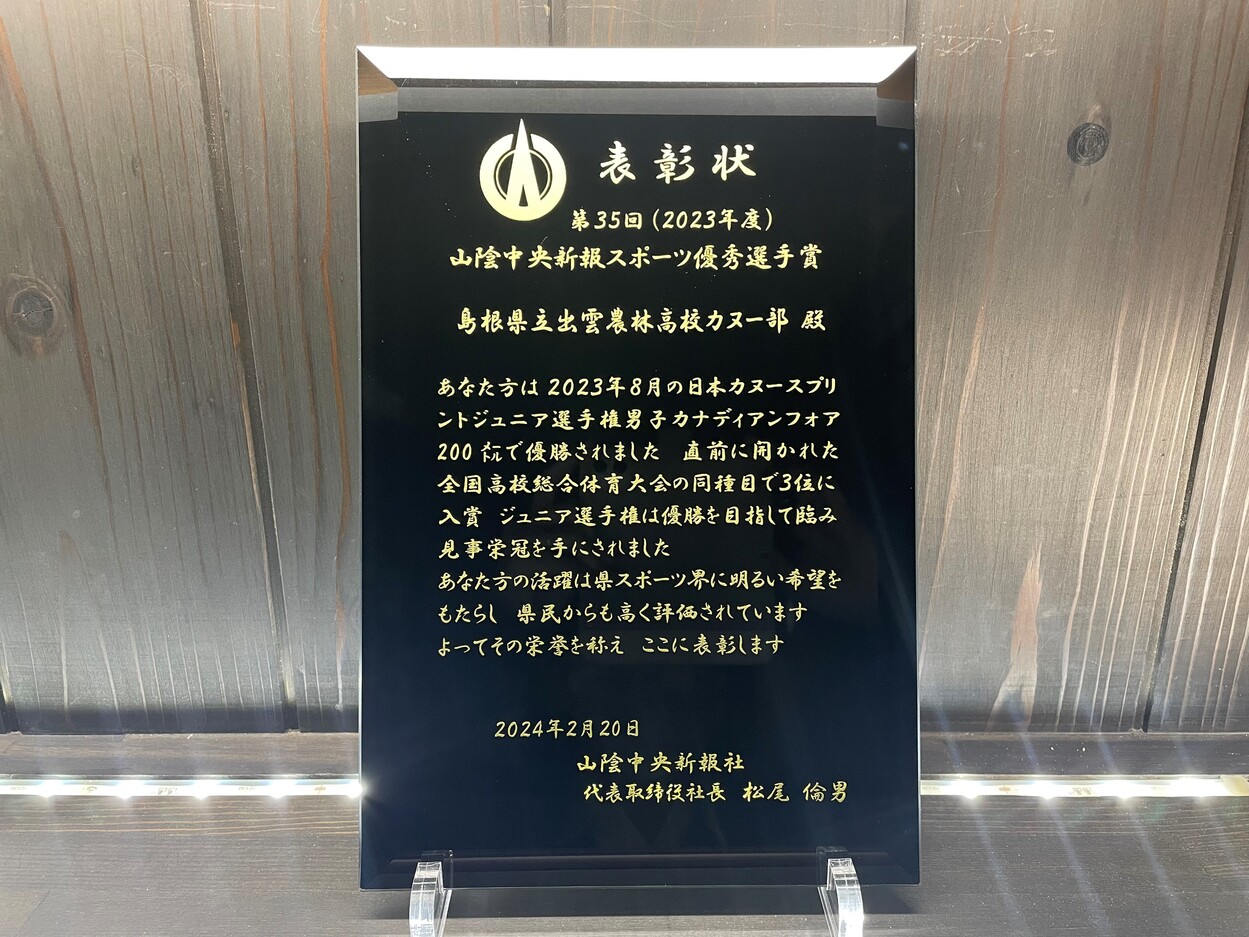 表彰状
第35回(2023年度)
山陰中央新報スポーツ優秀選手賞
島根県立出雲農林高校カヌー部 殿
あなた方は 2023年8月の日本カヌースプリ
ントジュニア選手権男子カナディアンフォア
200 ㍍で優勝されました 直前に開かれた
全国高校総合体育大会の同種目で3位に
入賞 ジュニア選手権は優勝を目指して臨み
見事栄冠を手にされました
あなた方の活躍は県スポーツ界に明るい希望を
もたらし 県民からも高く評価されています
よってその栄誉を称え ここに表彰します
2024年2月20日
山陰中央新報社
代表取締役社長 松尾 倫男